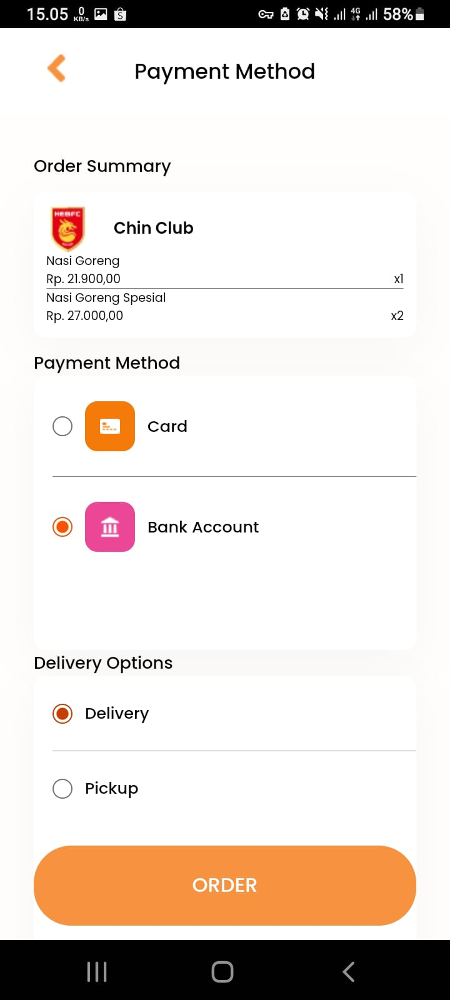 15.05 0 KB/s S 4G 58%
Payment Method
Order Summary
HEBFC
Chin Club
Nasi Goreng
Rp. 21.900,00 x1
Nasi Goreng Spesial
Rp. 27.000,00 x2
Payment Method
Card
Bank Account
Delivery Options
Delivery
Pickup
ORDER